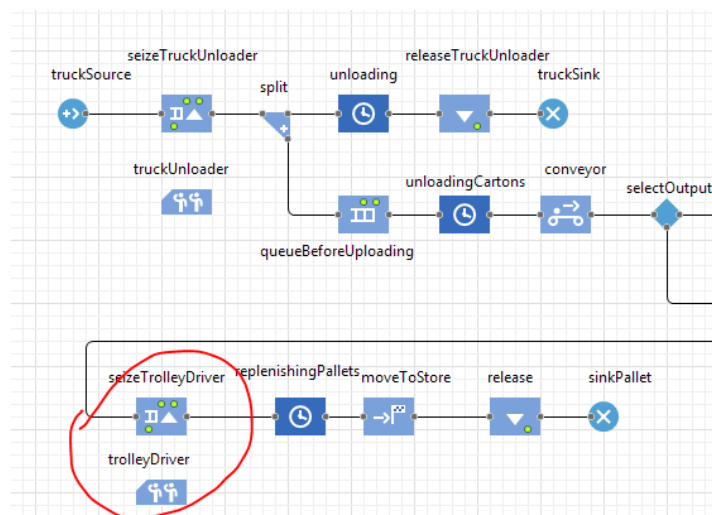 seizeTruckUnloader
releaseTruckUnloader
truckSource
split
unloading
truckSink
truckUnloader
unloadingCartons
conveyor
selectOutput
queueBeforeUploading
seizeTrolleyDriver
replenishingPallets
moveToStore
release
sinkPallet
trolleyDriver